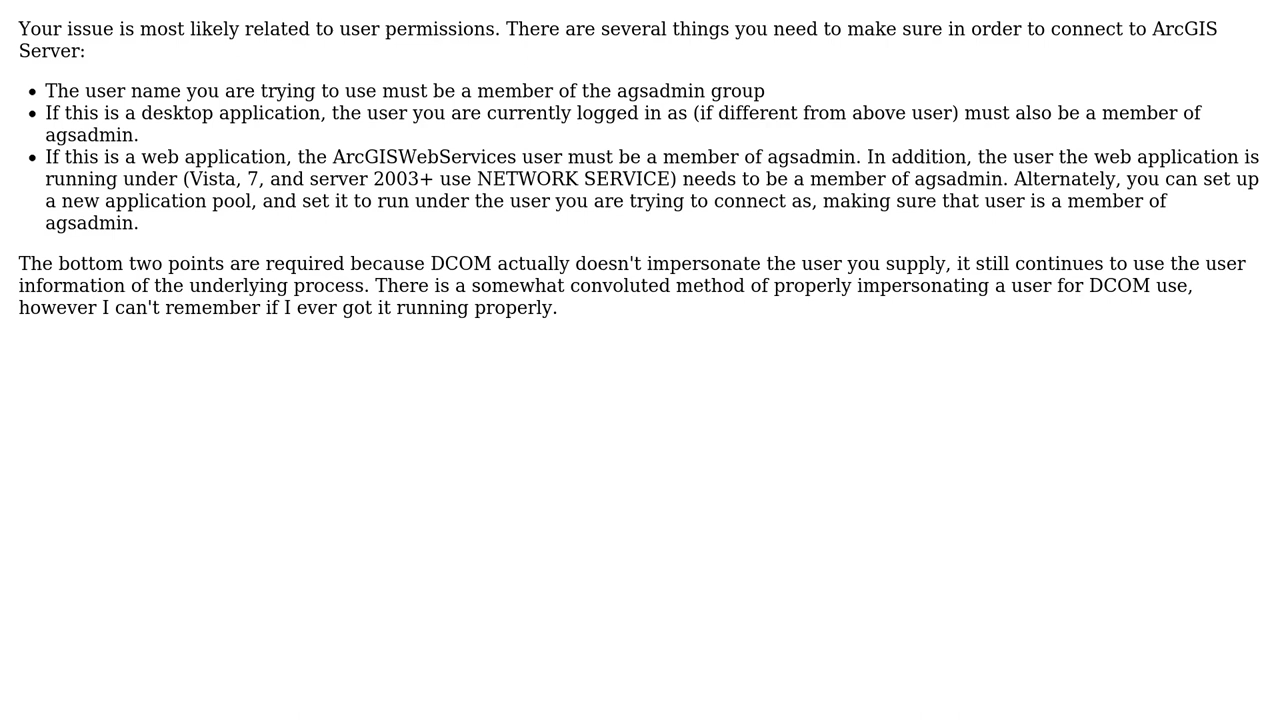 Your issue is most likely related to user permissions. There are several things you need to make sure in order to connect to ArcGIS
Server:
The user name you are trying to use must be a member of the agsadmin group
If this is a desktop application, the user you are currently logged in as (if different from above user) must also be a member of
agsadmin.
If this is a web application, the ArcGISWebServices user must be a member of agsadmin. In addition, the user the web application is
running under (Vista, 7, and server 2003+ use NETWORK SERVICE) needs to be a member of agsadmin. Alternately, you can set up
a new application pool, and set it to run under the user you are trying to connect as, making sure that user is a member of
agsadmin.
The bottom two points are required because DCOM actually doesn't impersonate the user you supply, it still continues to use the user
information of the underlying process. There is a somewhat convoluted method of properly impersonating a user for DCOM use,
however I can't remember if I ever got it running properly.